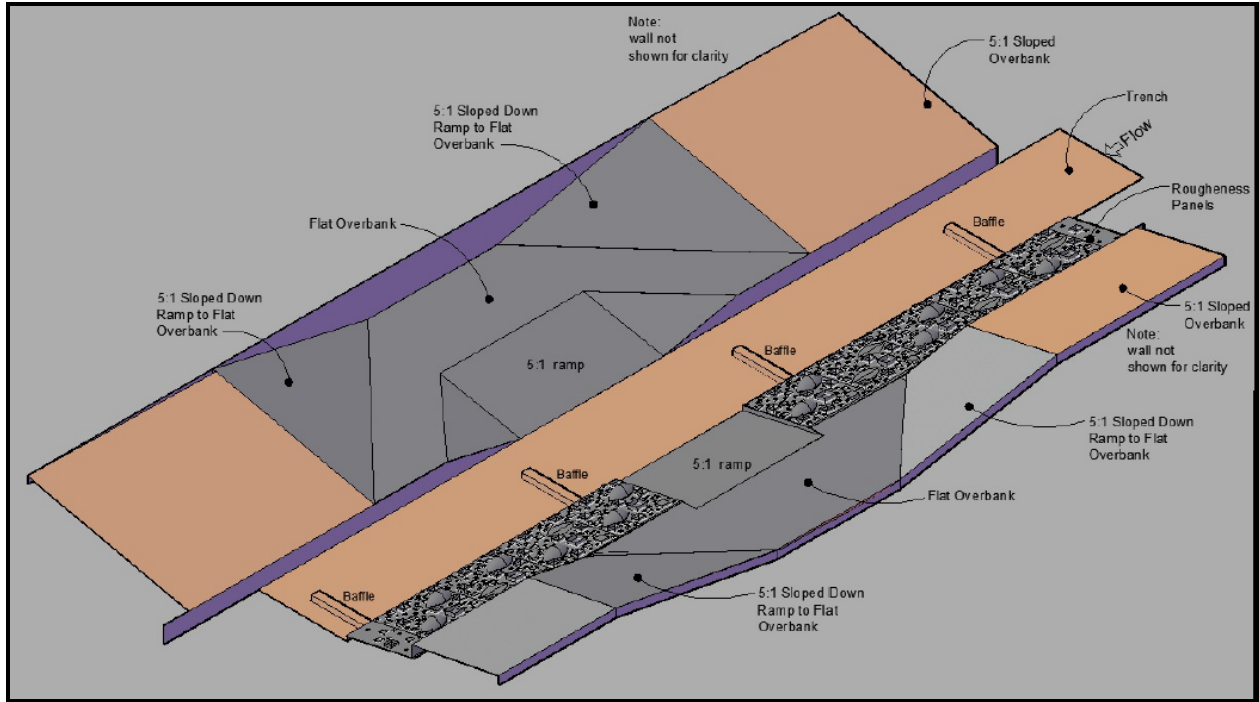 Note:
wall not
shown for clarity
5:1 Sloped
Overbank
Trench
Flow
5:1 Sloped Down
Ramp to Flat
Overbank
Rougheness
Panels
Baffle
Flat Overbank
5:1 Sloped Down
Ramp to Flat
Overbank
5:1 Sloped
Overbank
Note:
wall not
shown for clarity
Baffle
5:1 ramp
5:1 Sloped Down
Ramp to Flat
Overbank
5:1 ramp
Baffle
Flat Overbank
Baffle
5:1 Sloped Down
Ramp to Flat
Overbank